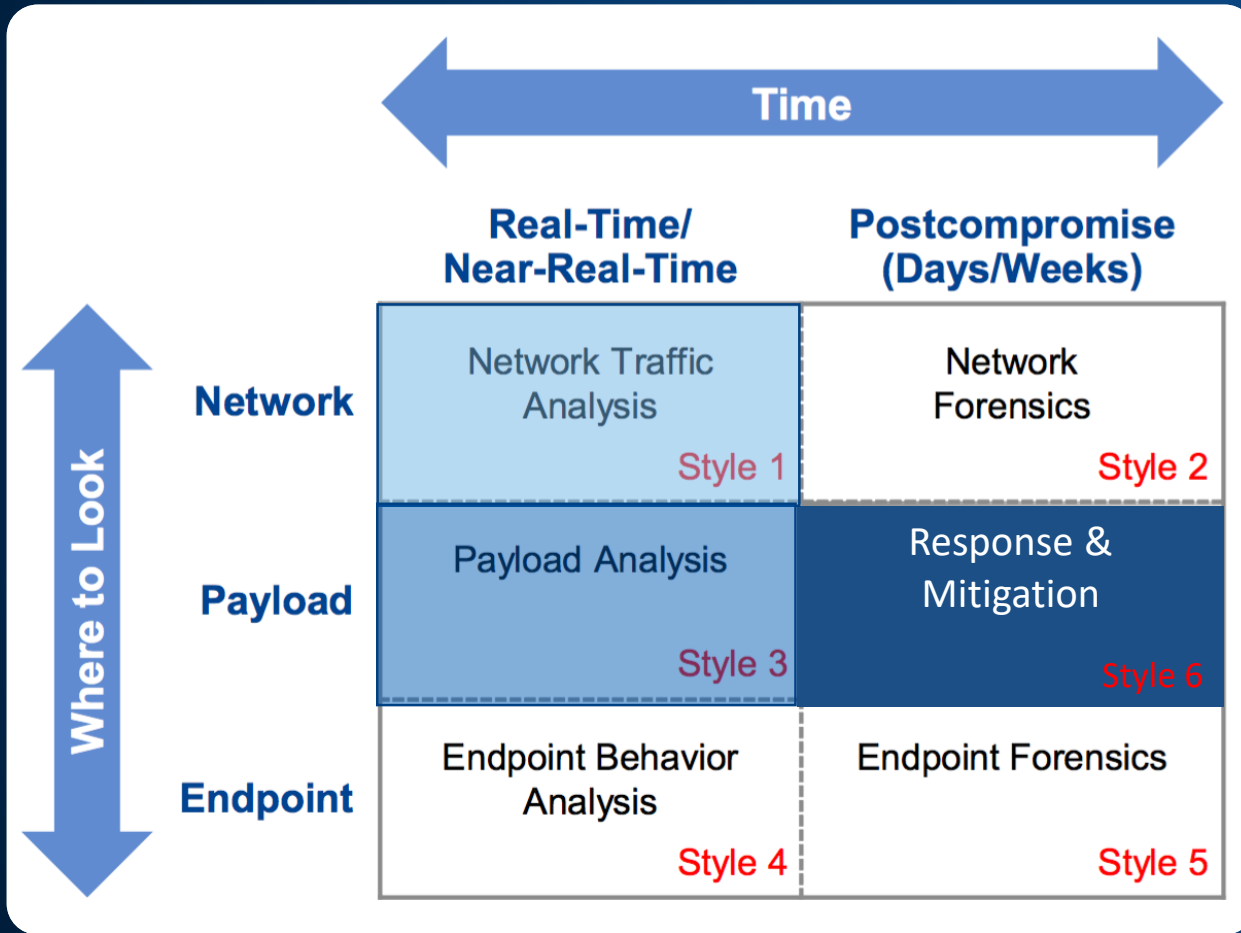 Time
Real-Time/
Near-Real-Time
Postcompromise
(Days/Weeks)
Where to Look
Network
Network Traffic
Analysis
Style 1
Network
Forensics
Style 2
Payload
Payload Analysis
Style 3
Response &
Mitigation
Style 6
Endpoint
Endpoint Behavior
Analysis
Style 4
Endpoint Forensics
Style 5